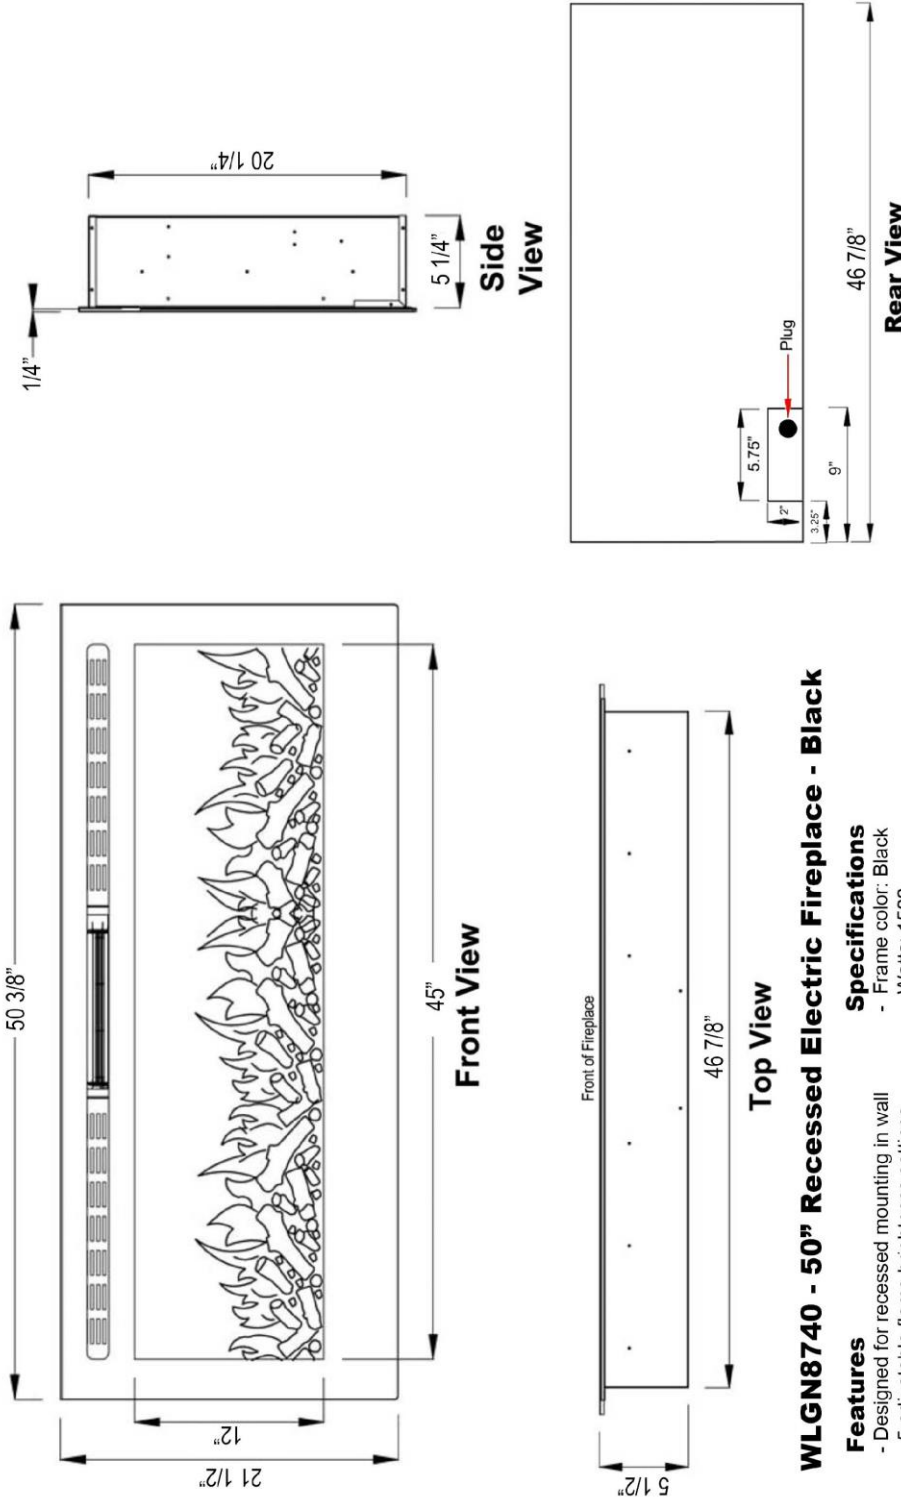 50 3/8”
21 1/2”
12”
45”
Front View
1/4”
20 1/4”
5 1/4”
Side
View
Front of Fireplace
5 1/2”
46 7/8”
Top View
5.75”
2”
3.25”
9”
Plug
46 7/8”
Rear View
WLGN8740 - 50” Recessed Electric Fireplace - Black
Features
- Designed for recessed mounting in wall
Specifications
- Frame color: Black